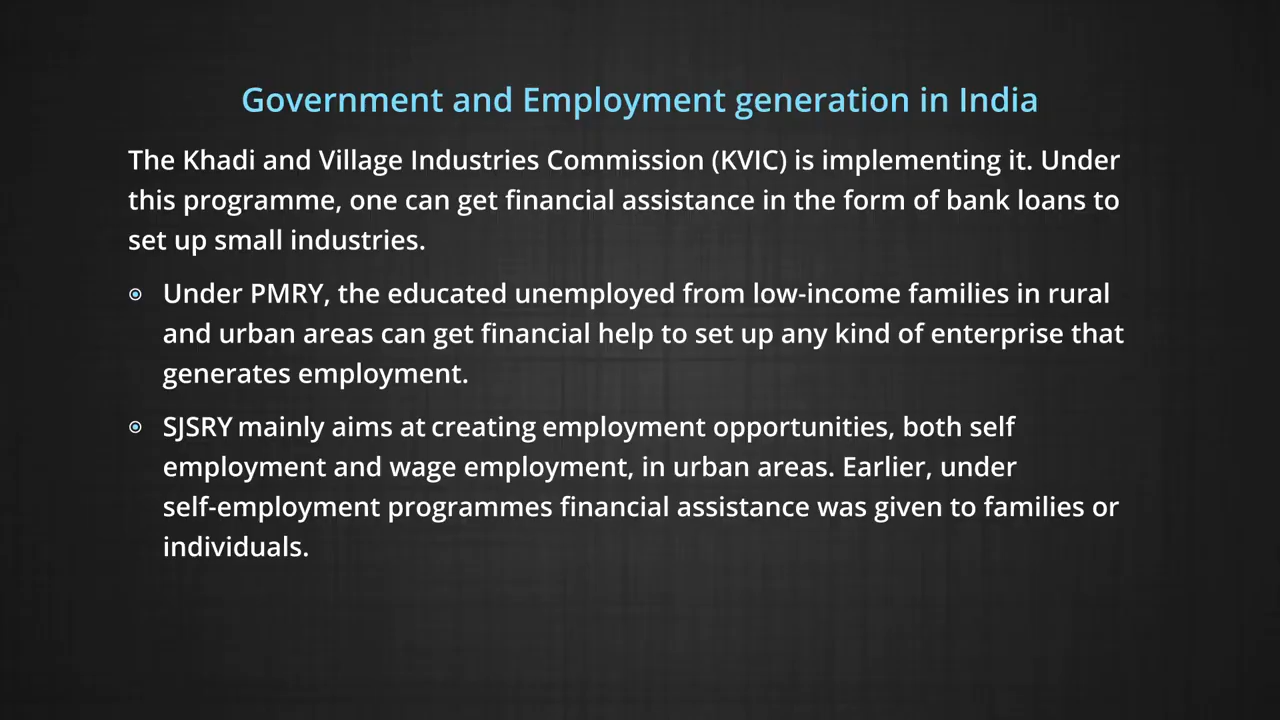 Government and Employment generation in India
The Khadi and Village Industries Commission (KVIC) is implementing it. Under
this programme, one can get financial assistance in the form of bank loans to
set up small industries.
Under PMRY, the educated unemployed from low-income families in rural
and urban areas can get financial help to set up any kind of enterprise that
generates employment.
SJSRY mainly aims at creating employment opportunities, both self
employment and wage employment, in urban areas. Earlier, under
self-employment programmes financial assistance was given to families or
individuals.